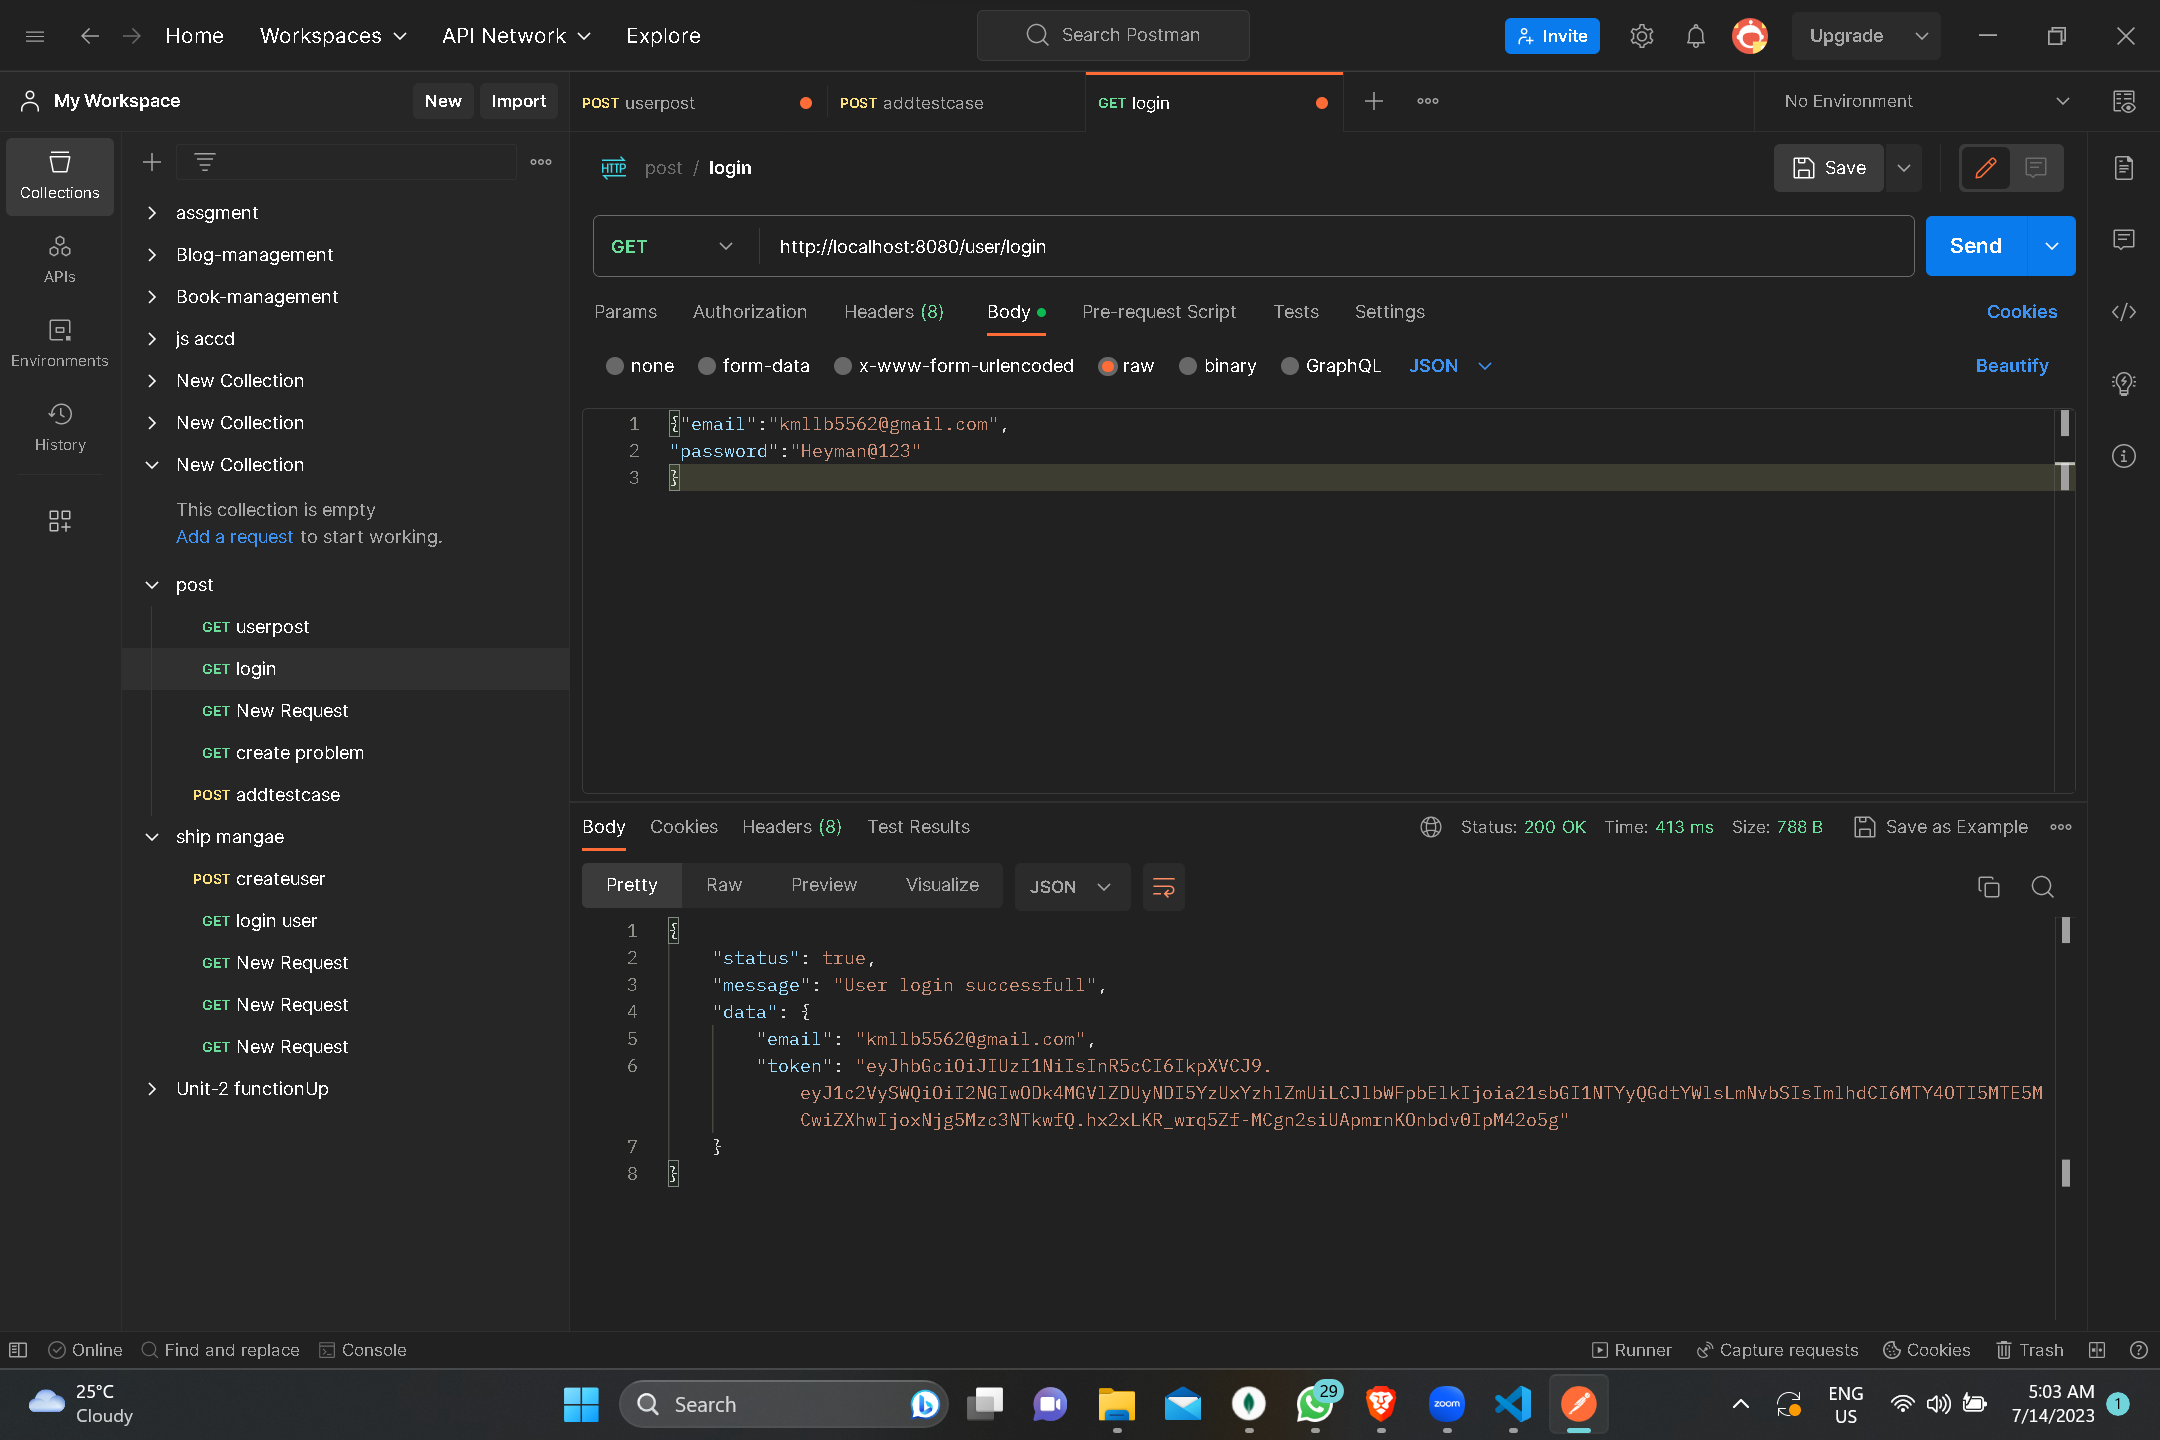 Home
Workspaces
API Network
Explore
Search Postman
Invite
Upgrade
My Workspace
New
Import
POST userpost
POST addtestcase
GET login
No Environment
Collections
APIs
Environments
History
assgment
Blog-management
Book-management
js accd
New Collection
New Collection
New Collection
This collection is empty
Add a request to start working.
post
GET userpost
GET login
GET New Request
GET create problem
POST addtestcase
ship mangae
POST createuser
GET login user
GET New Request
GET New Request
GET New Request
Unit-2 functionUp
HTTP post / login
Save
GET http://localhost:8080/user/login
Send
Params Authorization Headers (8) Body Pre-request Script Tests Settings
Cookies
none form-data x-www-form-urlencoded raw binary GraphQL JSON
Beautify
1 {"email":"kmllb5562@gmail.com",
2 "password":"Heyman@123"
3 }
Body Cookies Headers (8) Test Results
Status: 200 OK Time: 413 ms Size: 788 B Save as Example
Pretty Raw Preview Visualize JSON
1 {
2 "status": true,
3 "message": "User login successfull",
4 "data": {
5 "email": "kmllb5562@gmail.com",
6 "token": "eyJhbGciOiJIUzI1NiIsInR5cCI6IkpXVCJ9.
eyJ1c2VySWQiOiI2NGIwODk4MGVlZDUyNDI5YzUxYzhlZmUiLCJlbWFpbElkIjoia21sbGI1NTYyQGdtYWlsLmNvbSIsImlhdCI6MTY4OTI5MTE5M
CwiZXhwIjoxNjg5Mzc3NTkwfQ.hx2xLKR_wrq5Zf-MCgn2siUApmrnKOnbdv0IpM42o5g"
7 }
8 }
Online
Find and replace
Console
Runner
Capture requests
Cookies
Trash
25°C
Cloudy
Search
29
zoom
ENG
US
5:03 AM
7/14/2023
1